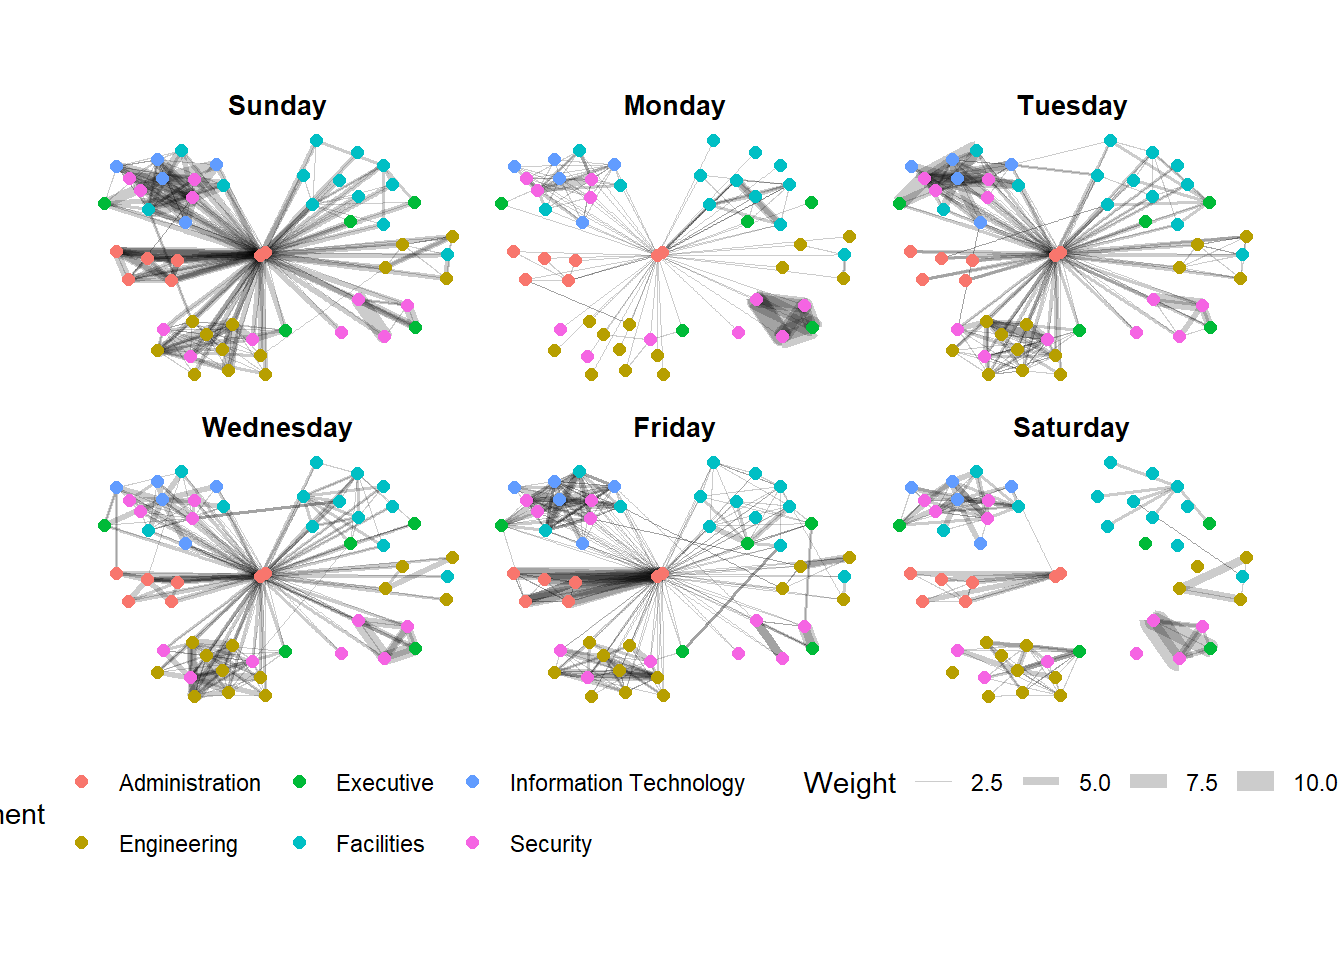 Sunday
Monday
Tuesday
Wednesday
Friday
Saturday
Administration Executive Information Technology Weight 2.5 5.0 7.5 10.0
Engineering Facilities Security